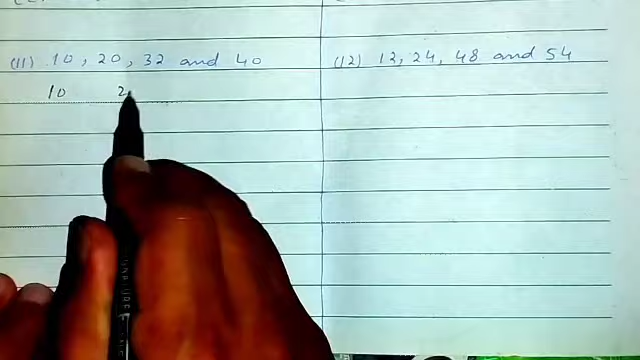 (11) 10, 20, 32 and 40
(12) 12, 24, 48 and 54
10 2